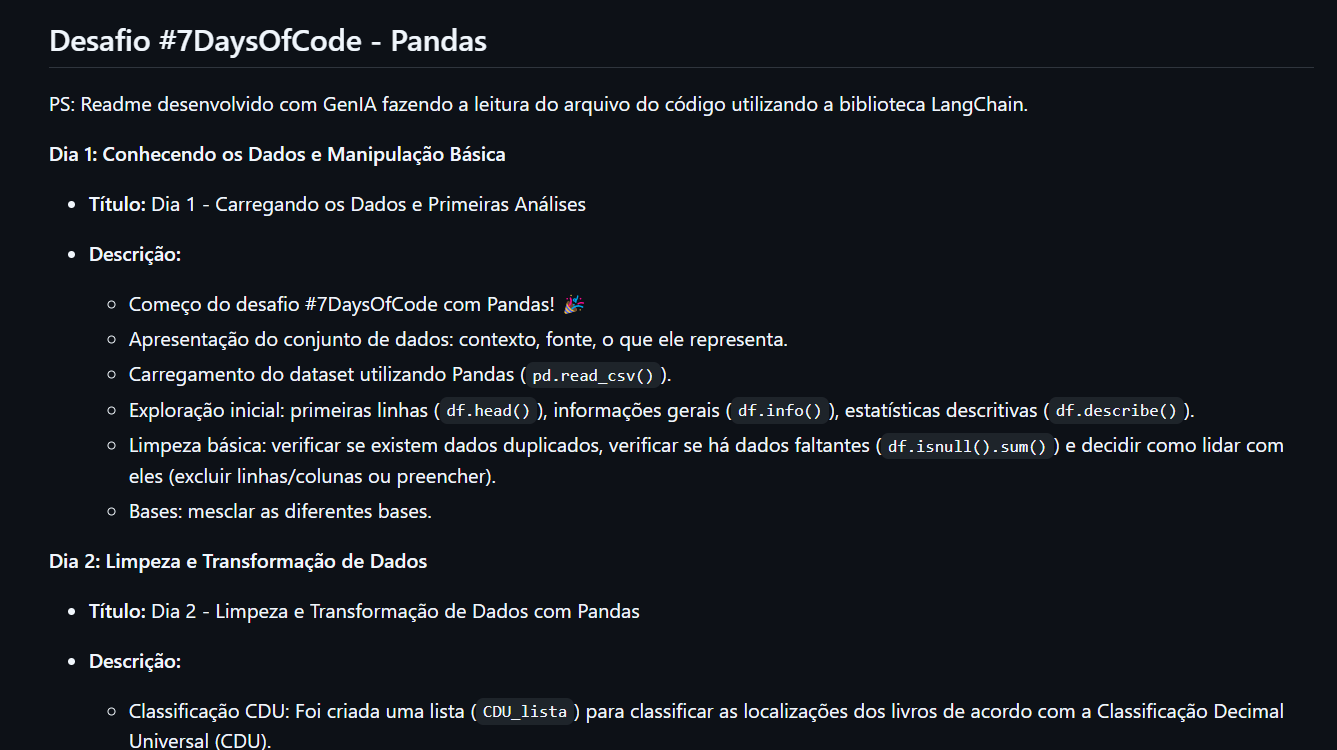 Desafio #7DaysOfCode - Pandas
PS: Readme desenvolvido com GenIA fazendo a leitura do arquivo do código utilizando a biblioteca LangChain.
Dia 1: Conhecendo os Dados e Manipulação Básica
• Título: Dia 1 - Carregando os Dados e Primeiras Análises
• Descrição:
◦ Começo do desafio #7DaysOfCode com Pandas! 🎉
◦ Apresentação do conjunto de dados: contexto, fonte, o que ele representa.
◦ Carregamento do dataset utilizando Pandas ( pd.read_csv() ).
◦ Exploração inicial: primeiras linhas ( df.head() ), informações gerais ( df.info() ), estatísticas descritivas ( df.describe() ).
◦ Limpeza básica: verificar se existem dados duplicados, verificar se há dados faltantes ( df.isnull().sum() ) e decidir como lidar com
eles (excluir linhas/colunas ou preencher).
◦ Bases: mesclar as diferentes bases.
Dia 2: Limpeza e Transformação de Dados
• Título: Dia 2 - Limpeza e Transformação de Dados com Pandas
• Descrição:
◦ Classificação CDU: Foi criada uma lista ( CDU_lista ) para classificar as localizações dos livros de acordo com a Classificação Decimal
Universal (CDU).